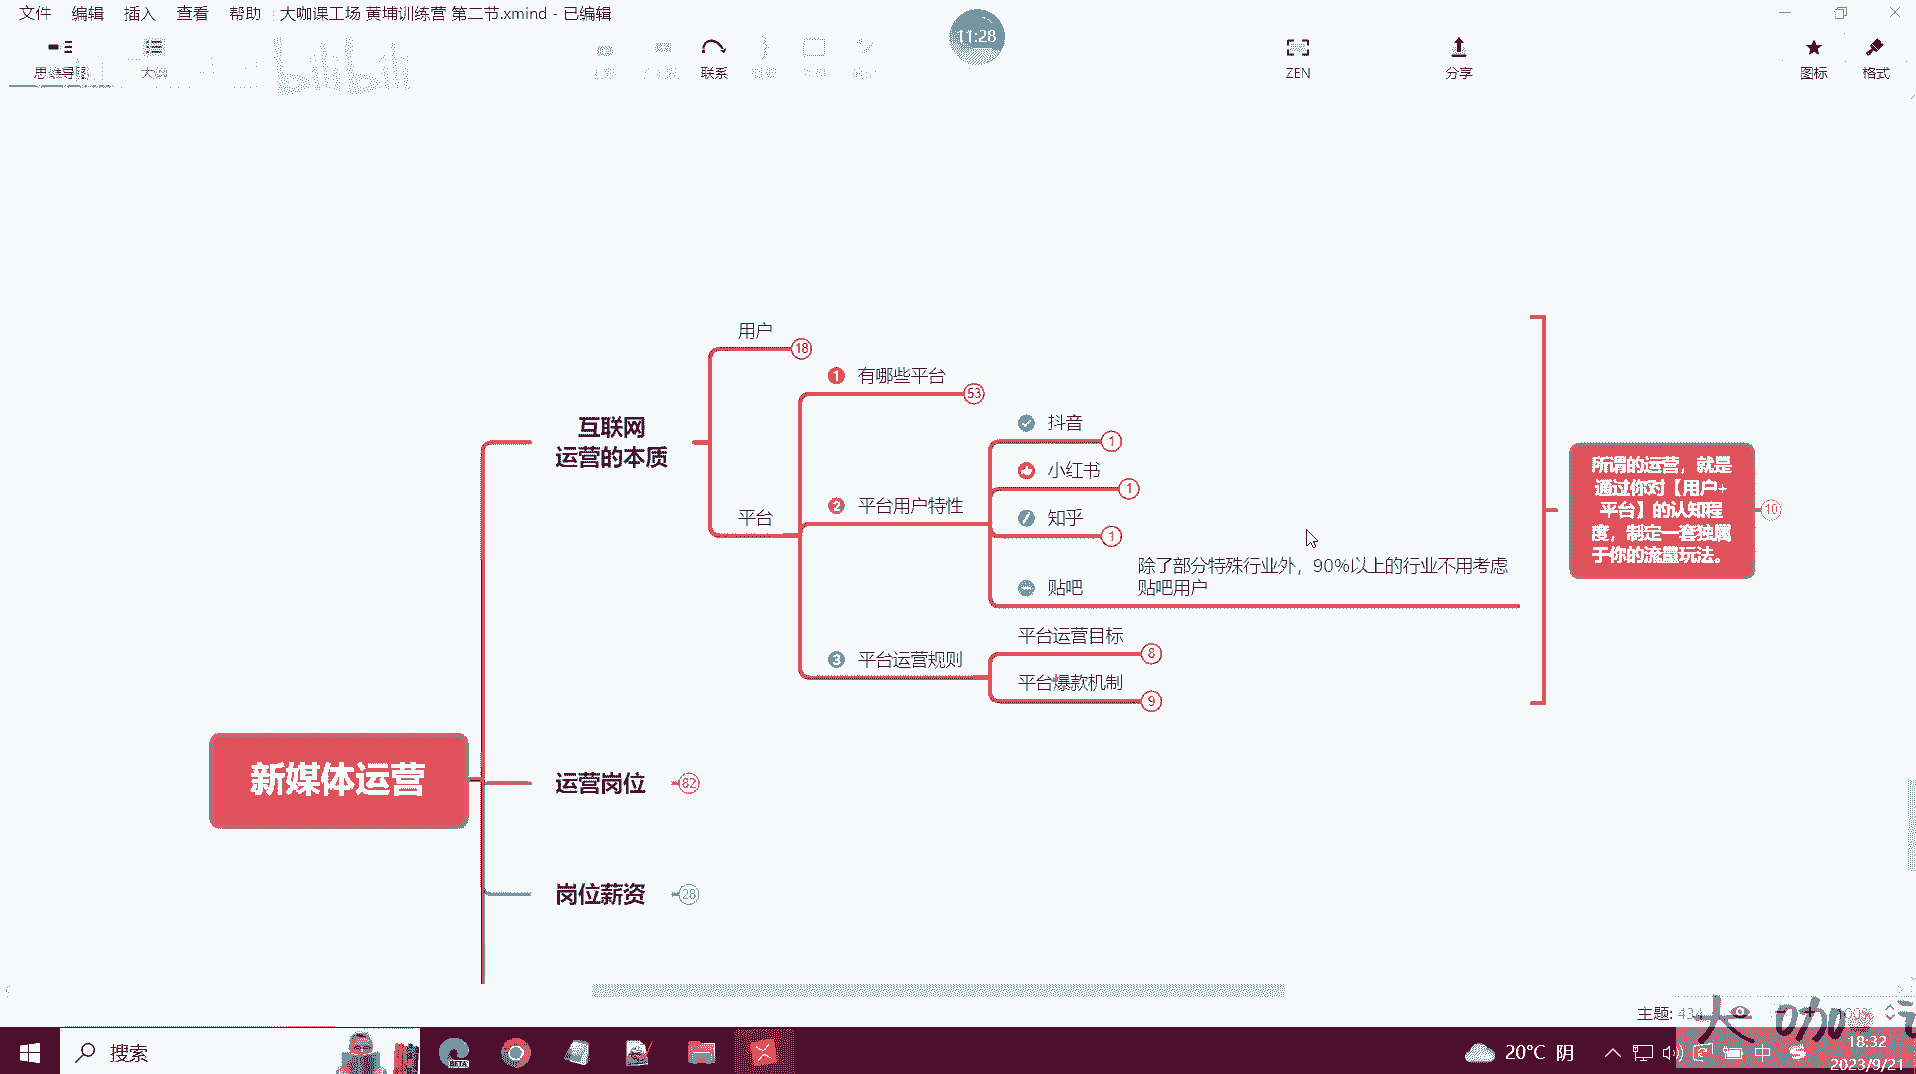 文件 编辑 插入 查看 帮助 大咖课工场 黄埔训练营 第二节.xmind - 已编辑
11:28
思维导图 大纲 联系 ZEN 分享 图标 格式
bilibili
用户 18
1 有哪些平台 53
抖音 1
互联网
运营的本质
小红书 1
2 平台用户特性
平台
知乎 1
除了部分特殊行业外，90%以上的行业不用考虑
贴吧用户
贴吧
平台运营目标 8
3 平台运营规则
平台爆款机制 9
所谓的运营，就是
通过你对【用户+
平台】的认知程
度，制定一套独属
于你的流量玩法。
10
新媒体运营
运营岗位 82
岗位薪资 28
主题: 434
大咖
搜索
BETA
20°C 阴
中
18:32
2023/9/21